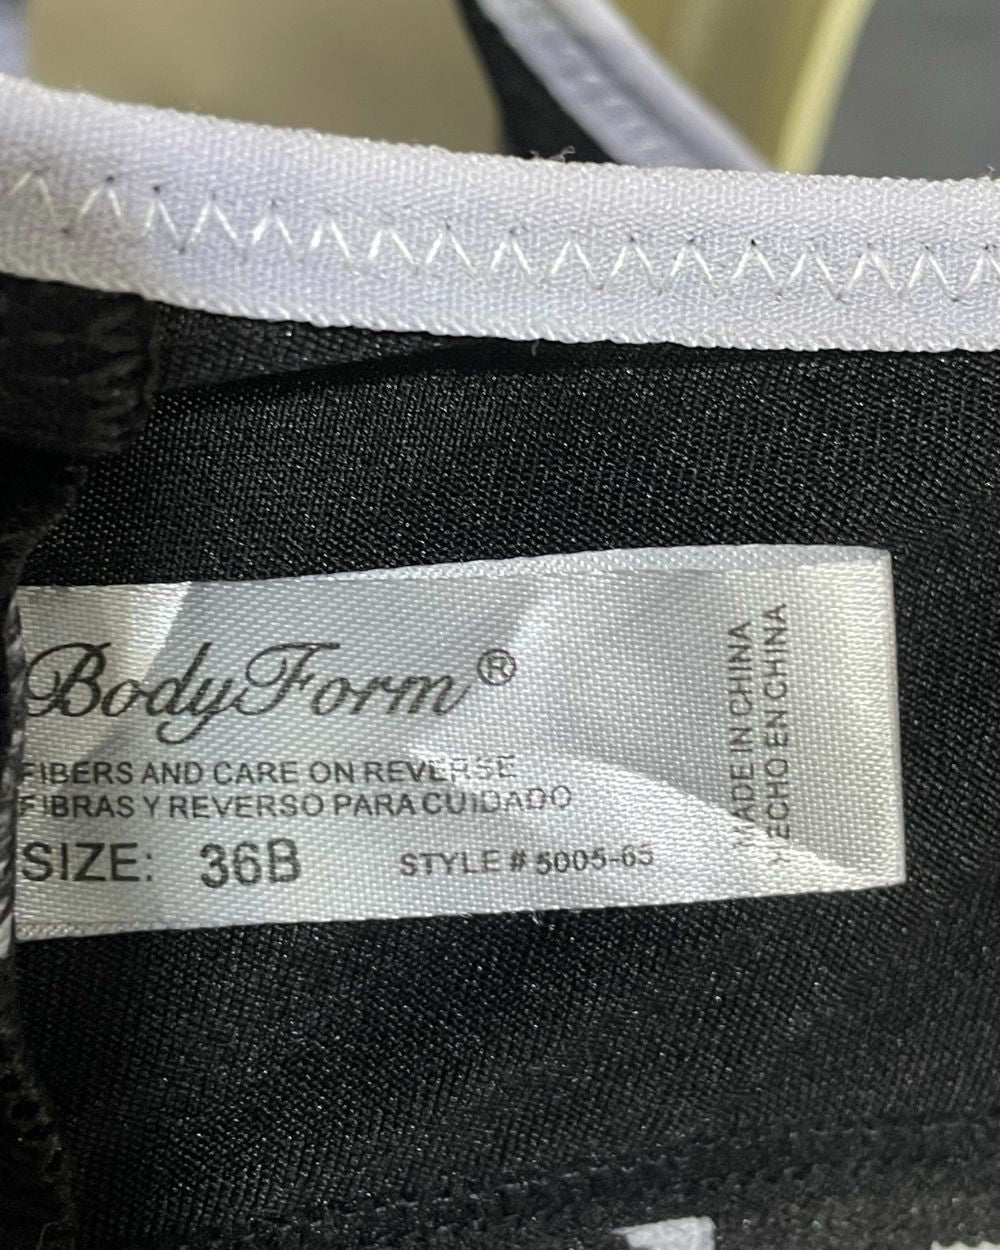 BodyForm®
FIBERS AND CARE ON REVERSE
FIBRAS Y REVERSO PARA CUIDADO
SIZE: 36B STYLE # 5005-65
MADE IN CHINA
HECHO EN CHINA